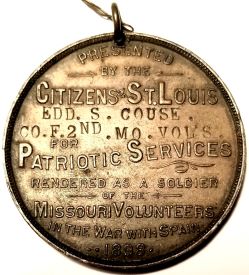 PRESENTED
BY THE
CITIZENS OF ST. LOUIS
EDD. S. COUSE.
CO. F. 2ND. MO. VOLS.
FOR
PATRIOTIC SERVICES
RENDERED AS A SOLDIER
OF THE
MISSOURI VOLUNTEERS
IN THE WAR WITH SPAIN
1898